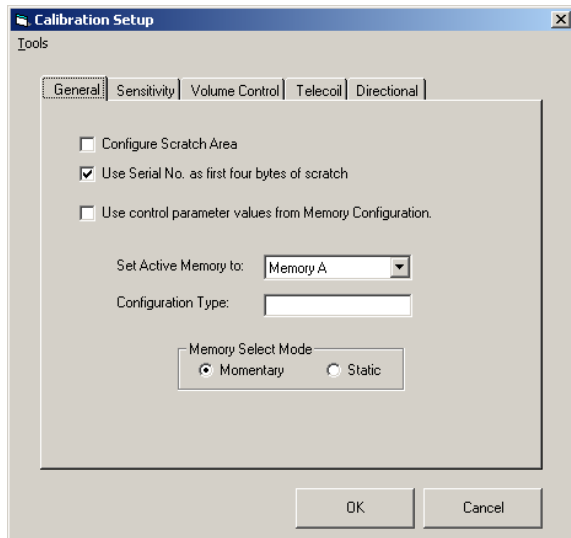 Calibration Setup
Tools
General Sensitivity Volume Control Telecoil Directional
Configure Scratch Area
Use Serial No. as first four bytes of scratch
Use control parameter values from Memory Configuration.
Set Active Memory to: Memory A
Configuration Type:
Memory Select Mode
Momentary Static
OK Cancel